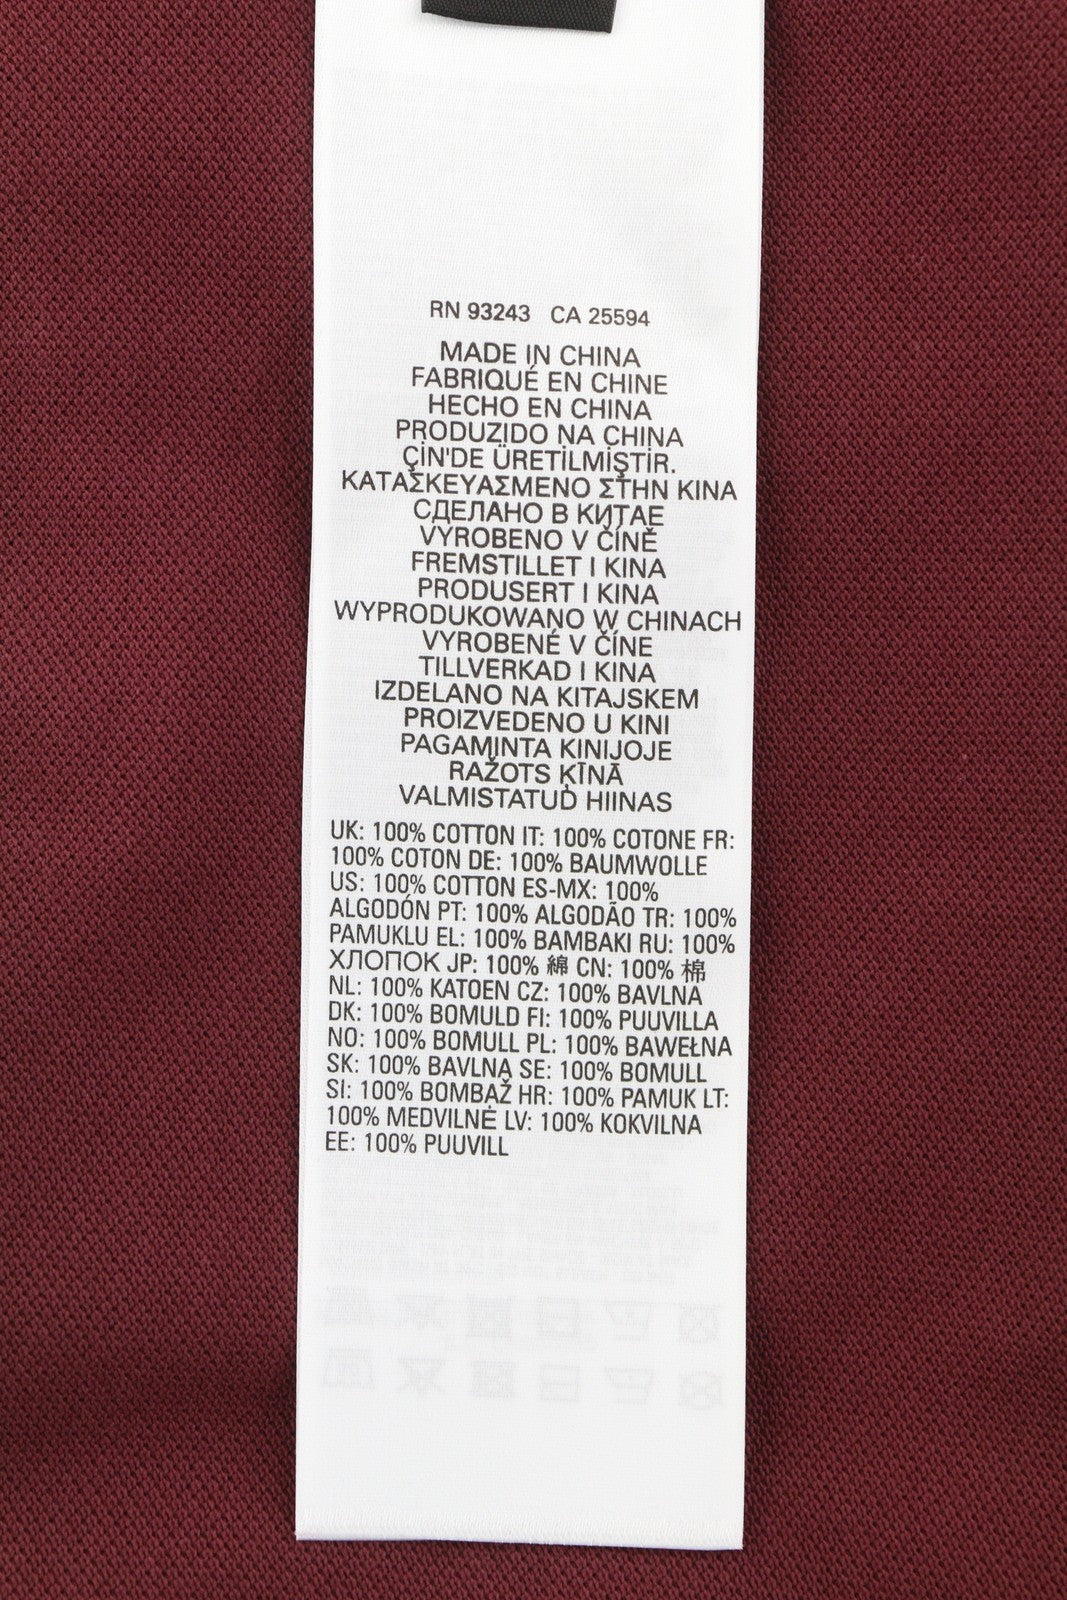 RN 93243 CA 25594
MADE IN CHINA
FABRIQUÉ EN CHINE
HECHO EN CHINA
PRODUZIDO NA CHINA
ÇİN'DE ÜRETİLMİŞTİR.
ΚΑΤΑΣΚΕΥΑΣΜΕΝΟ ΣΤΗΝ ΚΙΝΑ
СДЕЛАНО В КИТАЕ
VYROBENO V ČÍNĚ
FREMSTILLET I KINA
PRODUSERT I KINA
WYPRODUKOWANO W CHINACH
VYROBENÉ V ČÍNE
TILLVERKAD I KINA
IZDELANO NA KITAJSKEM
PROIZVEDENO U KINI
PAGAMINTA KINIJOJE
RAŽOTS ĶĪNĀ
VALMISTATUD HIINAS
UK: 100% COTTON IT: 100% COTONE FR:
100% COTON DE: 100% BAUMWOLLE
US: 100% COTTON ES-MX: 100%
ALGODÓN PT: 100% ALGODÃO TR: 100%
PAMUKLU EL: 100% ΒΑΜΒΑΚΙ RU: 100%
ХЛОПОК JP: 100% 綿 CN: 100% 棉
NL: 100% KATOEN CZ: 100% BAVLNA
DK: 100% BOMULD FI: 100% PUUVILLA
NO: 100% BOMULL PL: 100% BAWEŁNA
SK: 100% BAVLNA SE: 100% BOMULL
SI: 100% BOMBAŽ HR: 100% PAMUK LT:
100% MEDVILNĖ LV: 100% KOKVILNA
EE: 100% PUUVILL